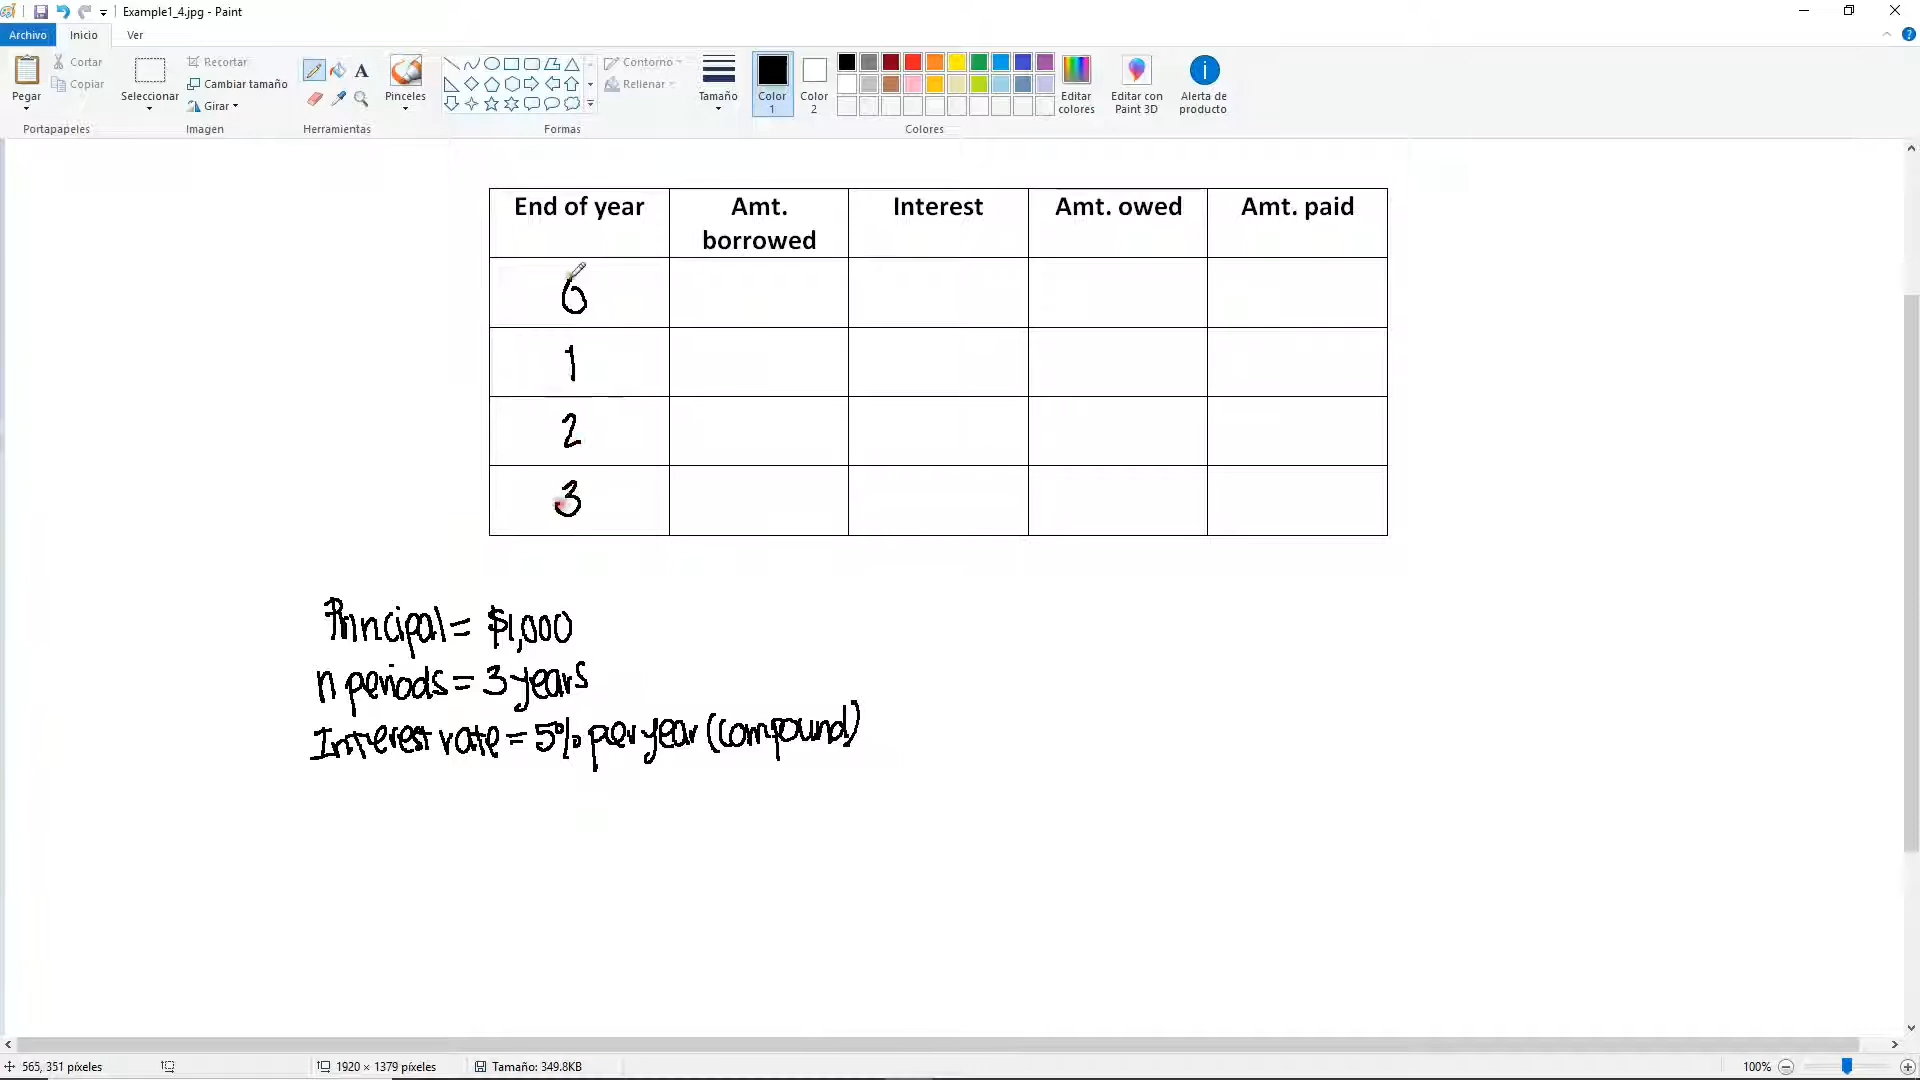 Example1_4.jpg - Paint
Archivo Inicio Ver
Pegar
Cortar
Copiar
Portapapeles
Seleccionar
Recortar
Cambiar tamaño
Girar
Imagen
A
Herramientas
Pinceles
Contorno
Rellenar
Formas
Tamaño
Color 1
Color 2
Editar colores
Colores
Editar con Paint 3D
Alerta de producto
End of year Amt. borrowed Interest Amt. owed Amt. paid
6
1
2
3
Principal = $1,000
n periods = 3 years
Interest rate = 5% per year (compound)
565, 351 píxeles 1920 × 1379 píxeles Tamaño: 349.8KB 100%